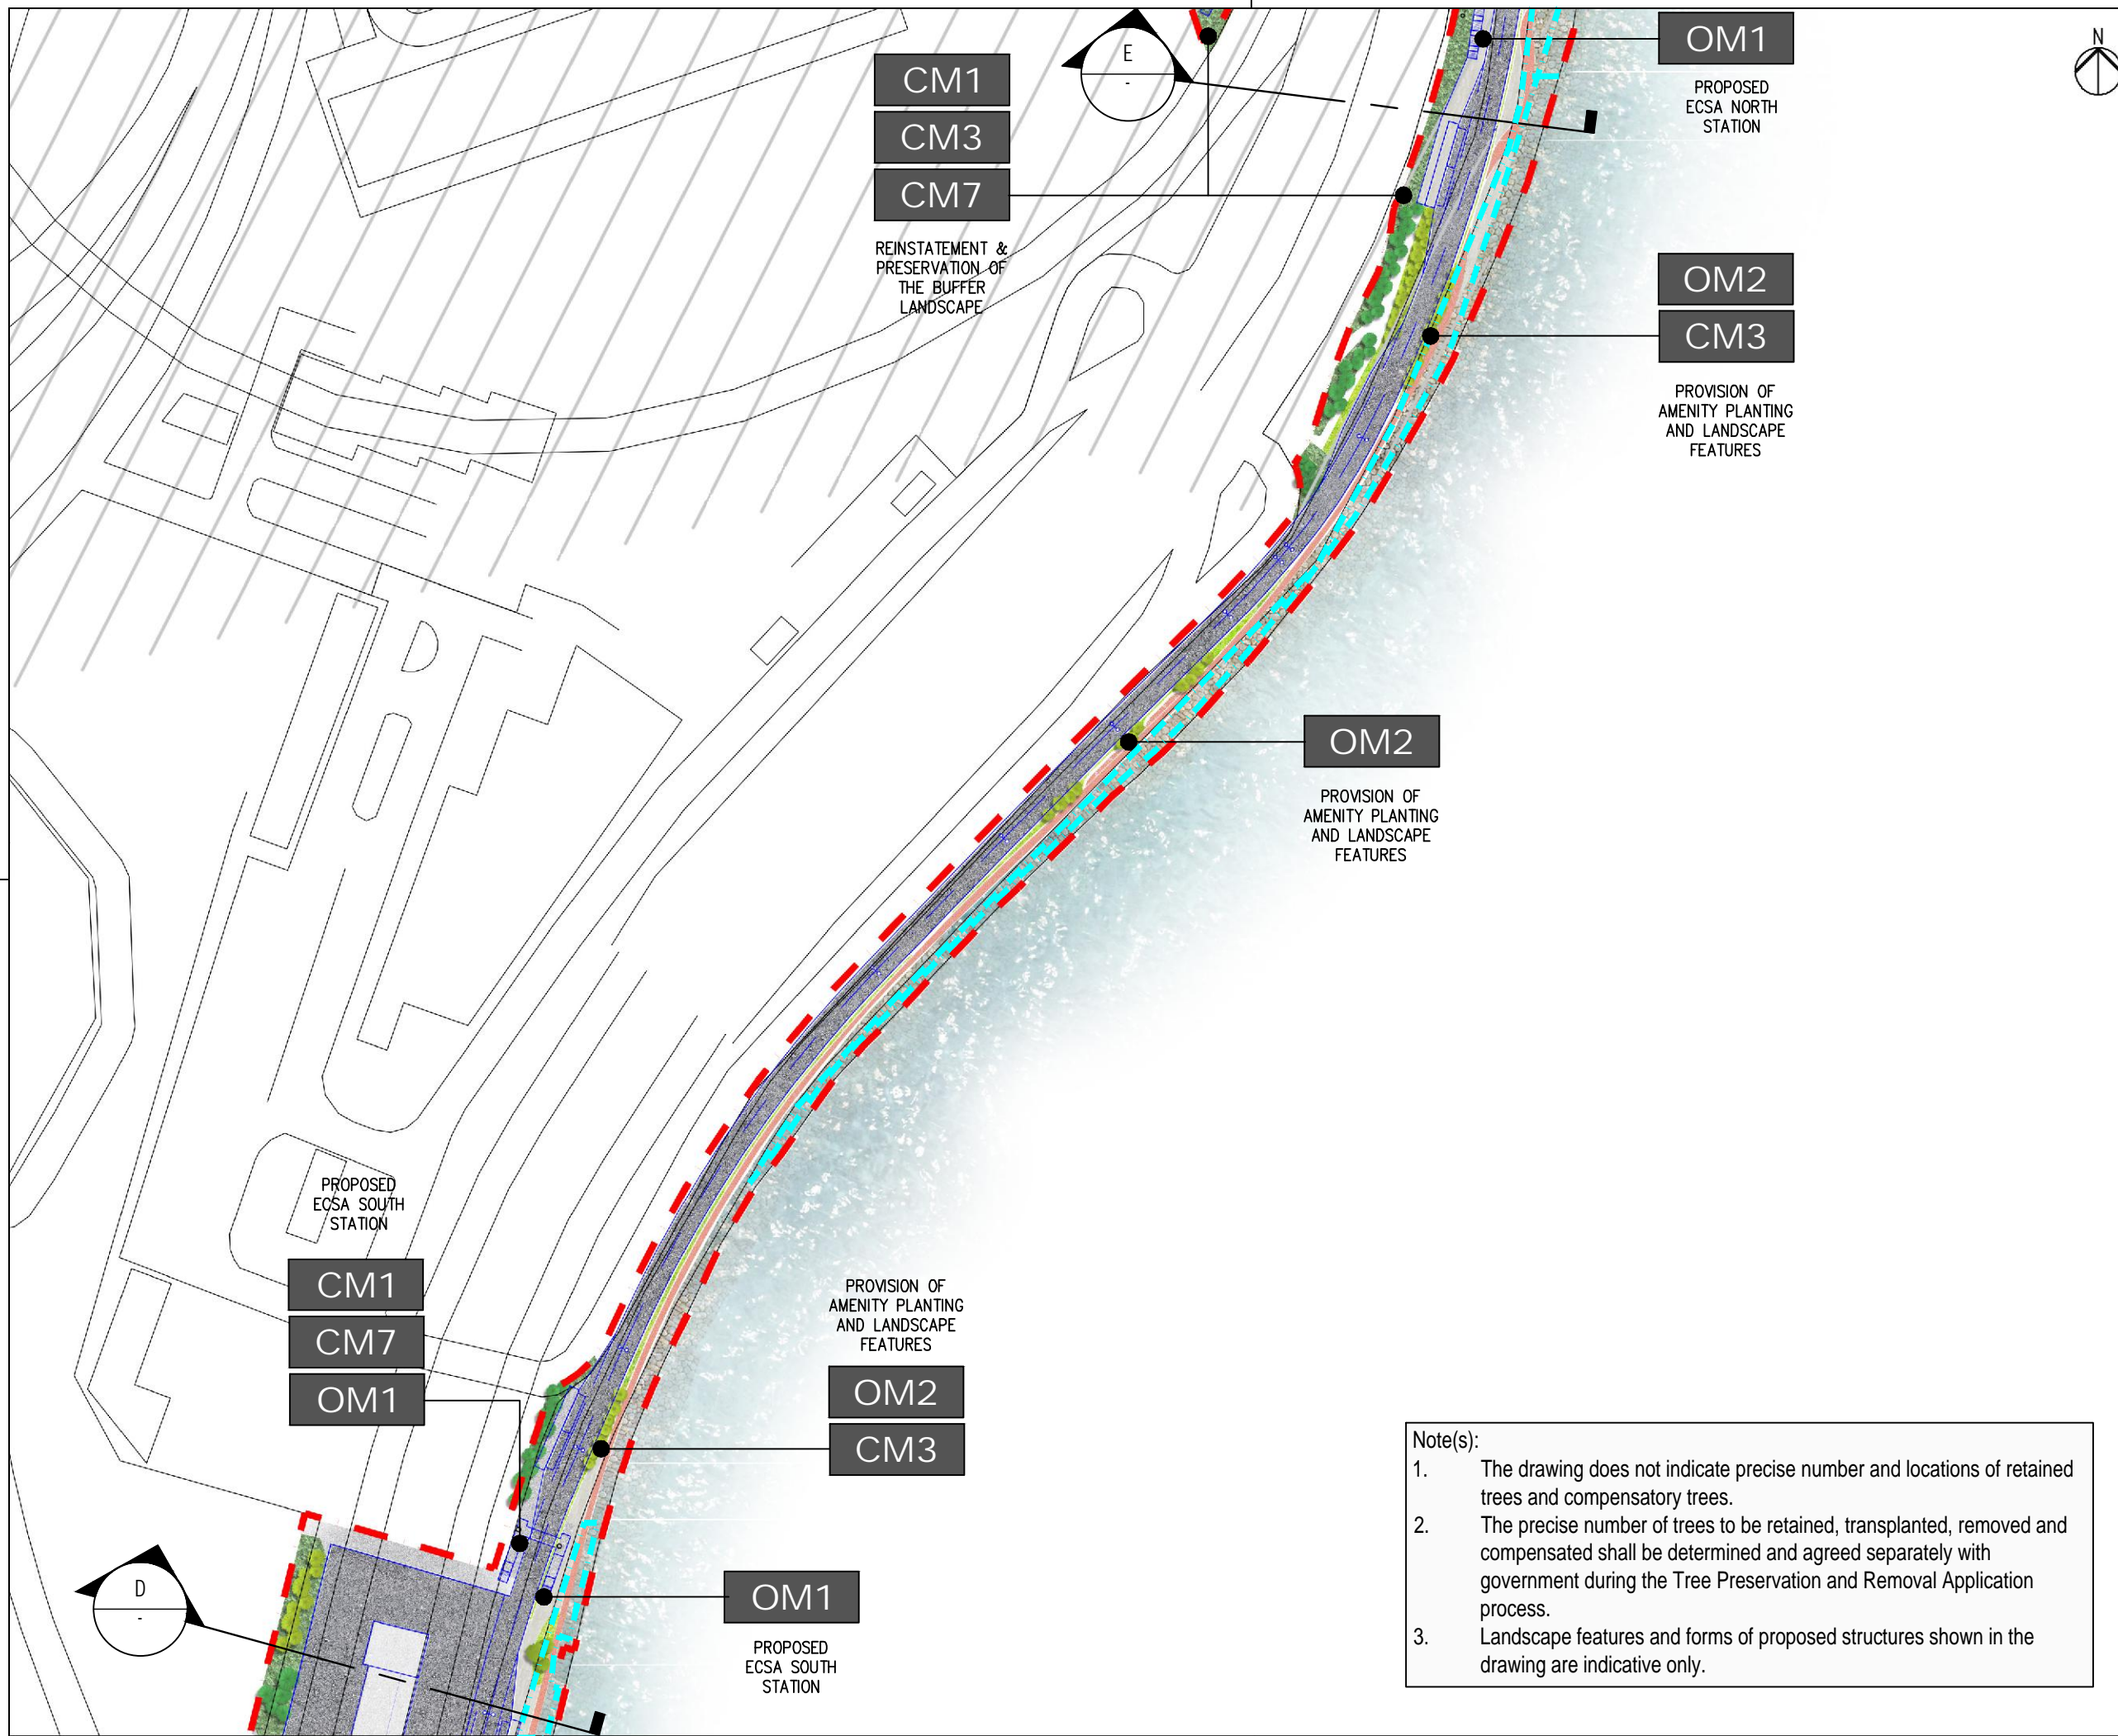 N
E
-
CM1
CM3
CM7
REINSTATEMENT &
PRESERVATION OF
THE BUFFER
LANDSCAPE
OM1
PROPOSED
ECSA NORTH
STATION
OM2
CM3
PROVISION OF
AMENITY PLANTING
AND LANDSCAPE
FEATURES
OM2
PROVISION OF
AMENITY PLANTING
AND LANDSCAPE
FEATURES
PROPOSED
ECSA SOUTH
STATION
CM1
CM7
OM1
PROVISION OF
AMENITY PLANTING
AND LANDSCAPE
FEATURES
OM2
CM3
D
-
OM1
PROPOSED
ECSA SOUTH
STATION
Note(s):
1. The drawing does not indicate precise number and locations of retained
trees and compensatory trees.
2. The precise number of trees to be retained, transplanted, removed and
compensated shall be determined and agreed separately with
government during the Tree Preservation and Removal Application
process.
3. Landscape features and forms of proposed structures shown in the
drawing are indicative only.